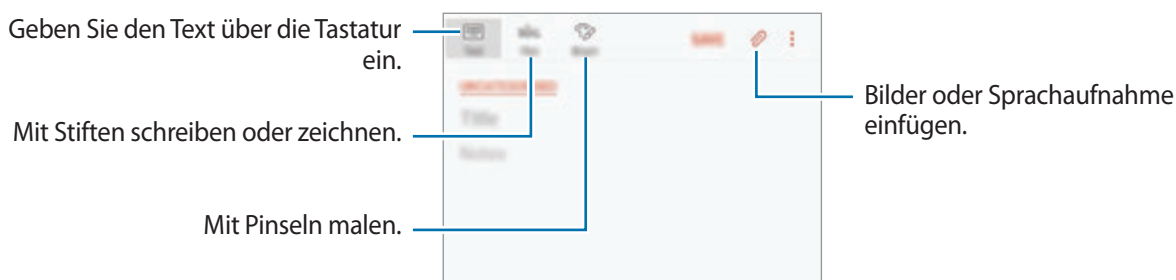 Geben Sie den Text über die Tastatur
ein.
Mit Stiften schreiben oder zeichnen.
Mit Pinseln malen.
SAVE
Title
Notes
Bilder oder Sprachaufnahme
einfügen.